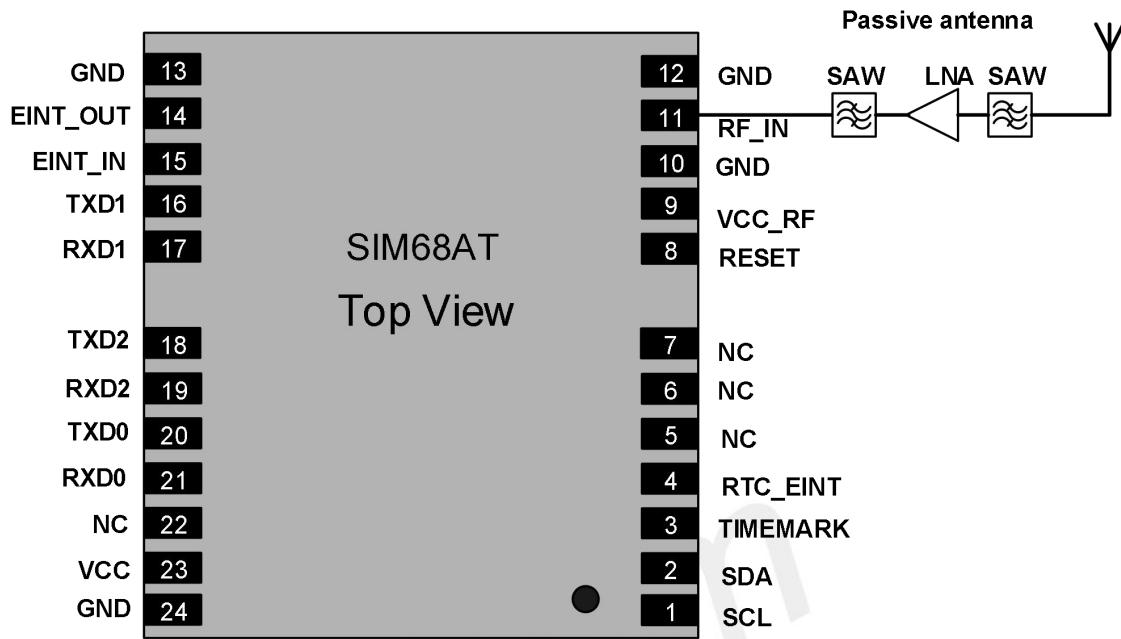 Passive antenna
SAW LNA SAW
GND 13 12 GND
EINT_OUT 14 11 RF_IN
EINT_IN 15 10 GND
TXD1 16 9 VCC_RF
RXD1 17 8 RESET
SIM68AT
Top View
TXD2 18 7 NC
RXD2 19 6 NC
TXD0 20 5 NC
RXD0 21 4 RTC_EINT
NC 22 3 TIMEMARK
VCC 23 2 SDA
GND 24 1 SCL